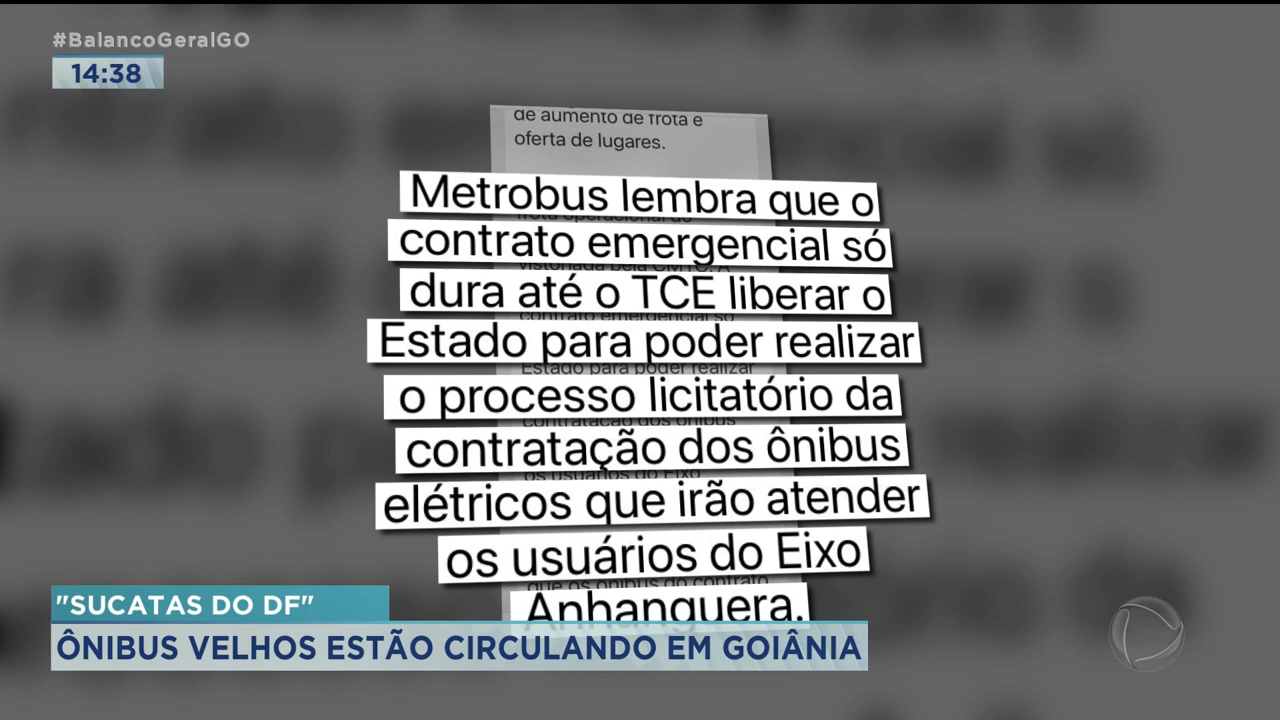 #BalancoGeralGO
14:38
de aumento de frota e
oferta de lugares.
Metrobus lembra que o
contrato emergencial só
dura até o TCE liberar o
Estado para poder realizar
o processo licitatório da
contratação dos ônibus
elétricos que irão atender
os usuários do Eixo
Anhanguera.
"SUCATAS DO DF"
ÔNIBUS VELHOS ESTÃO CIRCULANDO EM GOIÂNIA